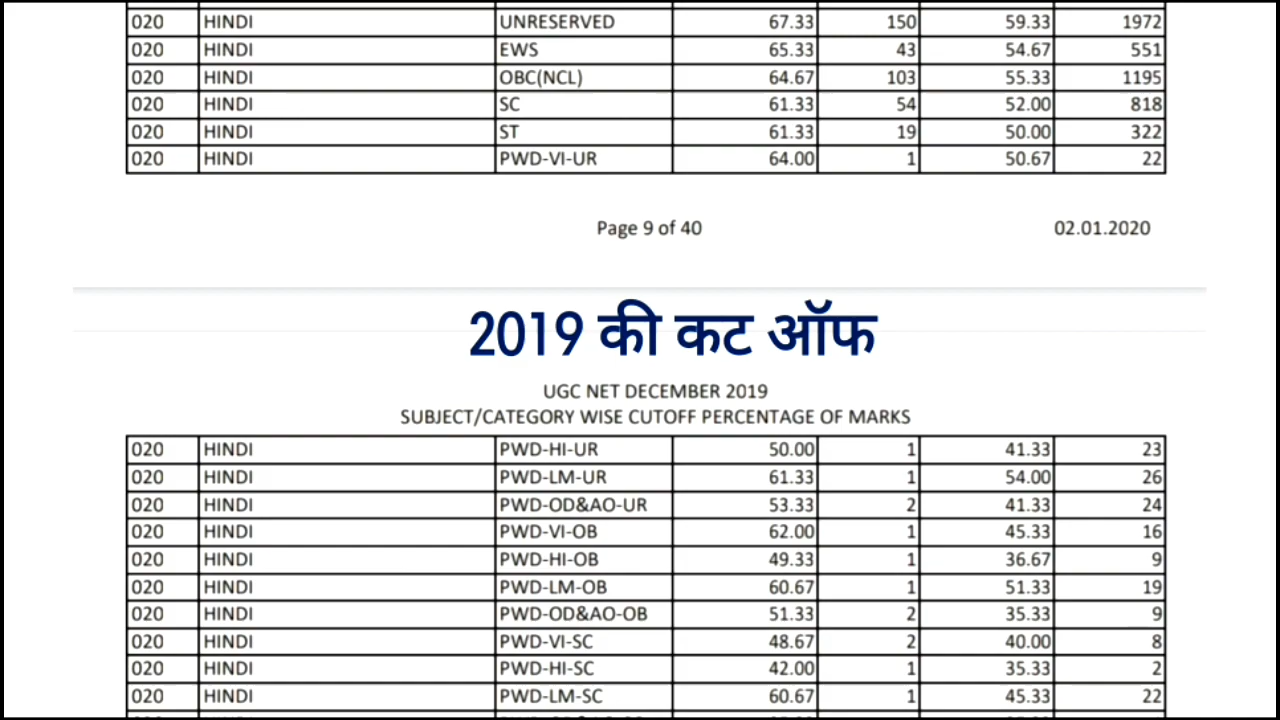 020 HINDI UNRESERVED 67.33 150 59.33 1972
020 HINDI EWS 65.33 43 54.67 551
020 HINDI OBC(NCL) 64.67 103 55.33 1195
020 HINDI SC 61.33 54 52.00 818
020 HINDI ST 61.33 19 50.00 322
020 HINDI PWD-VI-UR 64.00 1 50.67 22
Page 9 of 40 02.01.2020
2019 की कट ऑफ
UGC NET DECEMBER 2019
SUBJECT/CATEGORY WISE CUTOFF PERCENTAGE OF MARKS
020 HINDI PWD-HI-UR 50.00 1 41.33 23
020 HINDI PWD-LM-UR 61.33 1 54.00 26
020 HINDI PWD-OD&AO-UR 53.33 2 41.33 24
020 HINDI PWD-VI-OB 62.00 1 45.33 16
020 HINDI PWD-HI-OB 49.33 1 36.67 9
020 HINDI PWD-LM-OB 60.67 1 51.33 19
020 HINDI PWD-OD&AO-OB 51.33 2 35.33 9
020 HINDI PWD-VI-SC 48.67 2 40.00 8
020 HINDI PWD-HI-SC 42.00 1 35.33 2
020 HINDI PWD-LM-SC 60.67 1 45.33 22